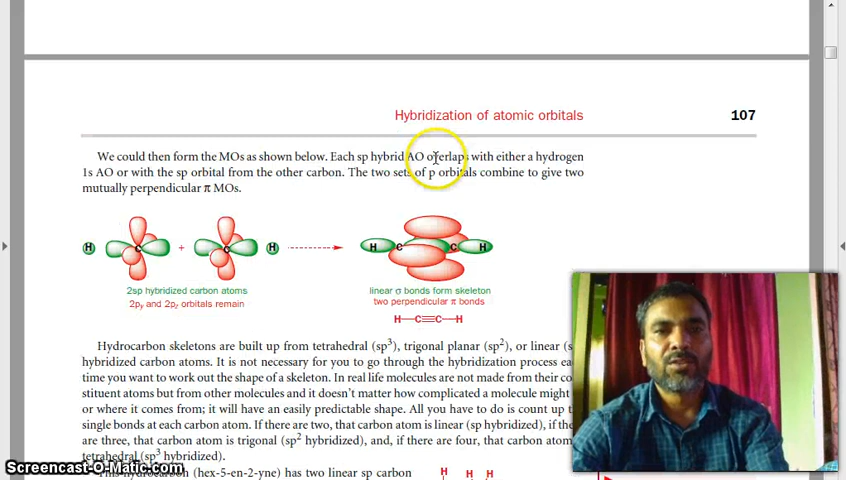 Hybridization of atomic orbitals 107
We could then form the MOs as shown below. Each sp hybrid AO overlaps with either a hydrogen
1s AO or with the sp orbital from the other carbon. The two sets of p orbitals combine to give two
mutually perpendicular π MOs.
H C + C H H C C H
2sp hybridized carbon atoms
2py and 2pz orbitals remain
linear σ bonds form skeleton
two perpendicular π bonds
H—C≡C—H
Hydrocarbon skeletons are built up from tetrahedral (sp³), trigonal planar (sp²), or linear (s
hybridized carbon atoms. It is not necessary for you to go through the hybridization process ea
time you want to work out the shape of a skeleton. In real life molecules are not made from their co
stituent atoms but from other molecules and it doesn't matter how complicated a molecule might
or where it comes from; it will have an easily predictable shape. All you have to do is count up t
single bonds at each carbon atom. If there are two, that carbon atom is linear (sp hybridized), if the
are three, that carbon atom is trigonal (sp² hybridized), and, if there are four, that carbon atom
tetrahedral (sp³ hybridized).
hydrocarbon (hex-5-en-2-yne) has two linear sp carbon
H H H
Screencast-O-Matic.com